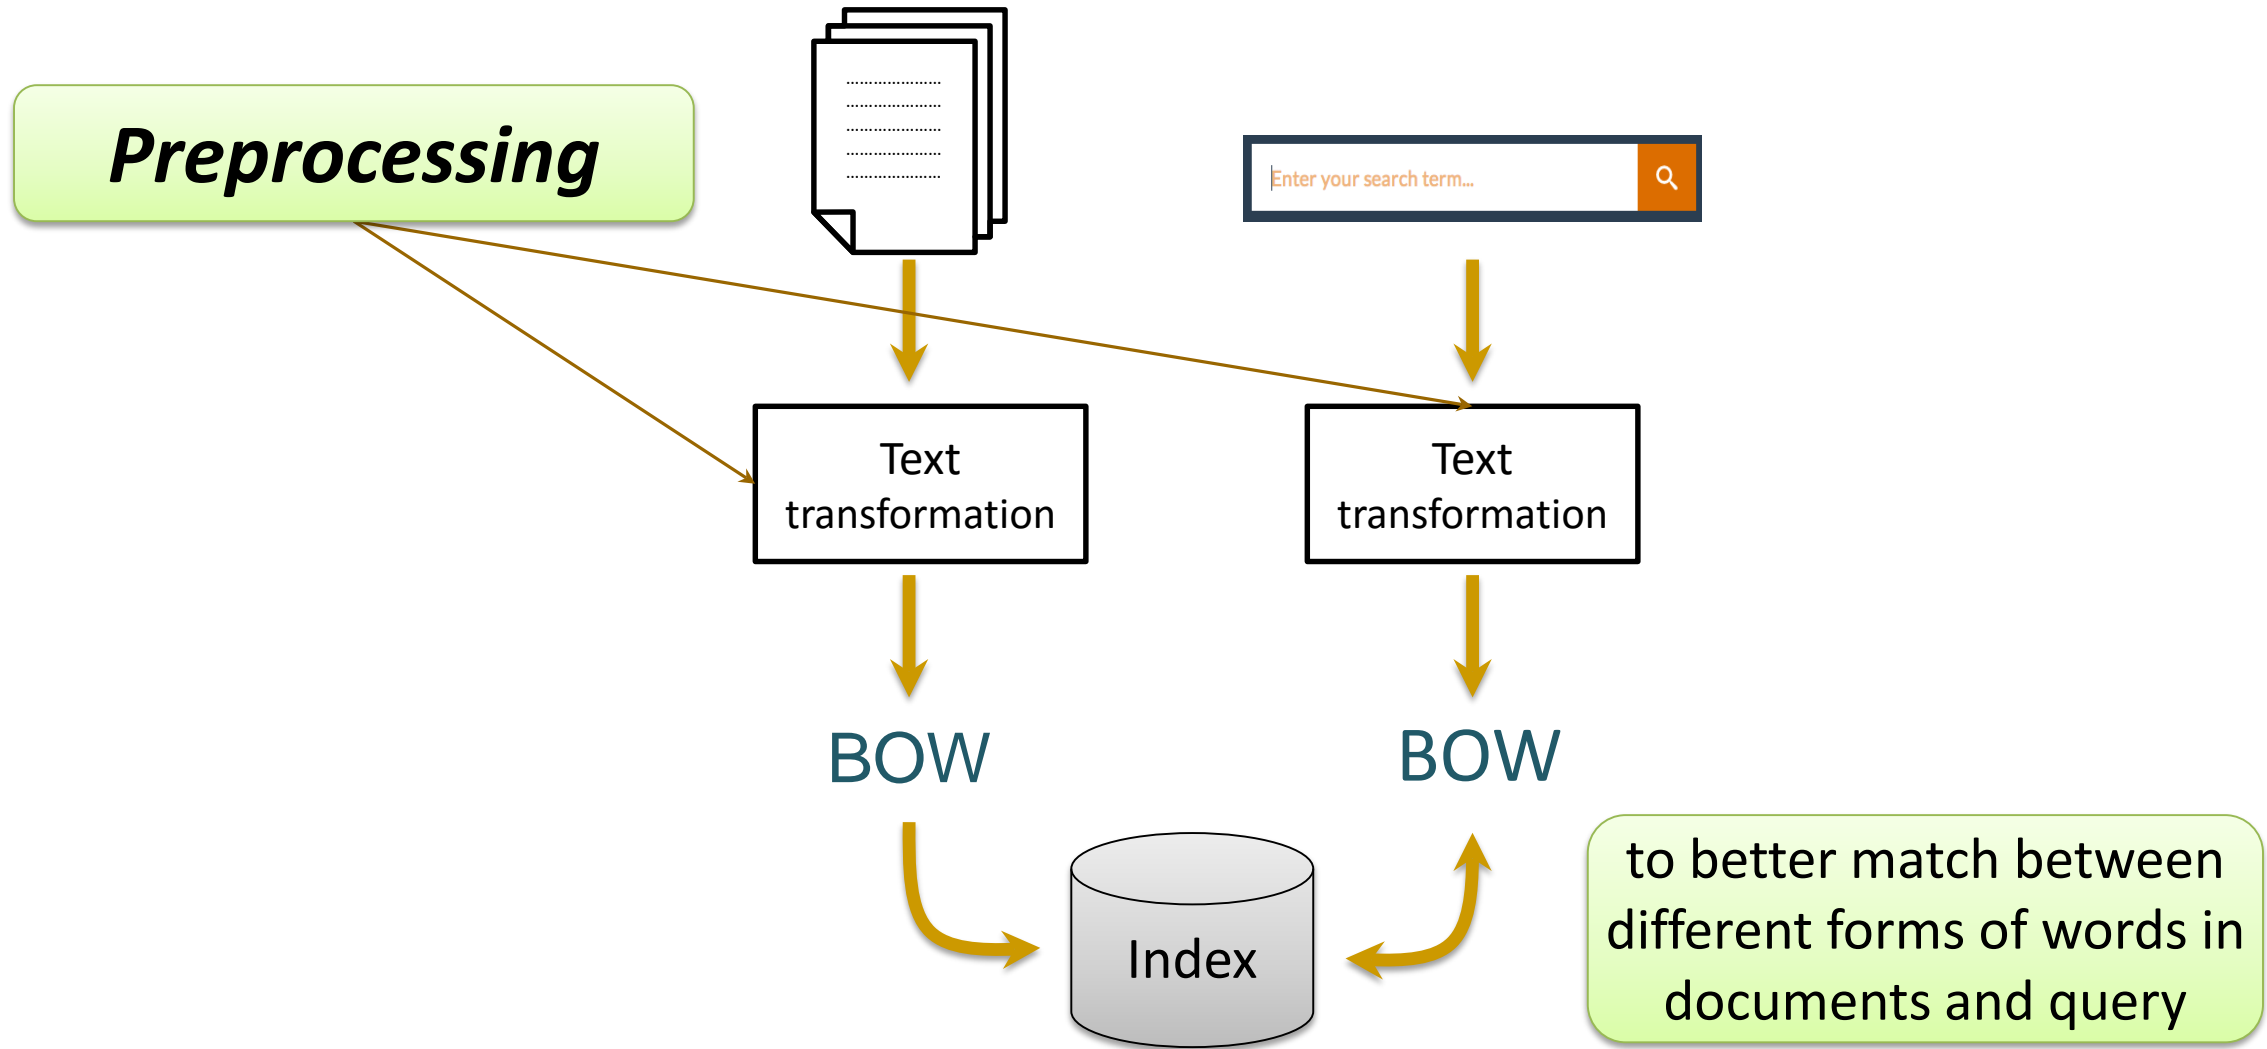 Preprocessing
Enter your search term...
Text
transformation
Text
transformation
BOW
BOW
Index
to better match between
different forms of words in
documents and query